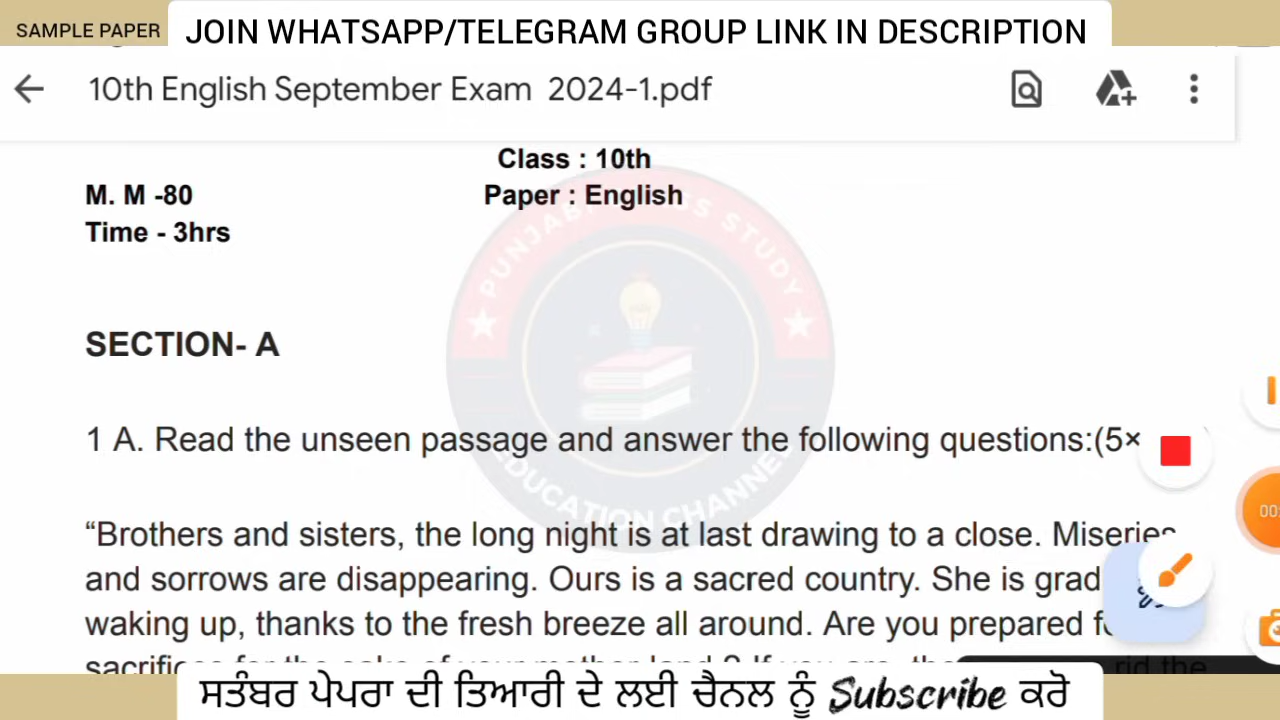 SAMPLE PAPER
JOIN WHATSAPP/TELEGRAM GROUP LINK IN DESCRIPTION
10th English September Exam 2024-1.pdf
Class : 10th
M. M -80
Paper : English
Time - 3hrs
SECTION- A
1 A. Read the unseen passage and answer the following questions:(5×
“Brothers and sisters, the long night is at last drawing to a close. Miseries
and sorrows are disappearing. Ours is a sacred country. She is grad
waking up, thanks to the fresh breeze all around. Are you prepared
EDUCATION CHANNEL
STUDY
00:
ਸਤੰਬਰ ਪੇਪਰਾ ਦੀ ਤਿਆਰੀ ਦੇ ਲਈ ਚੈਨਲ ਨੂੰ Subscribe ਕਰੋ